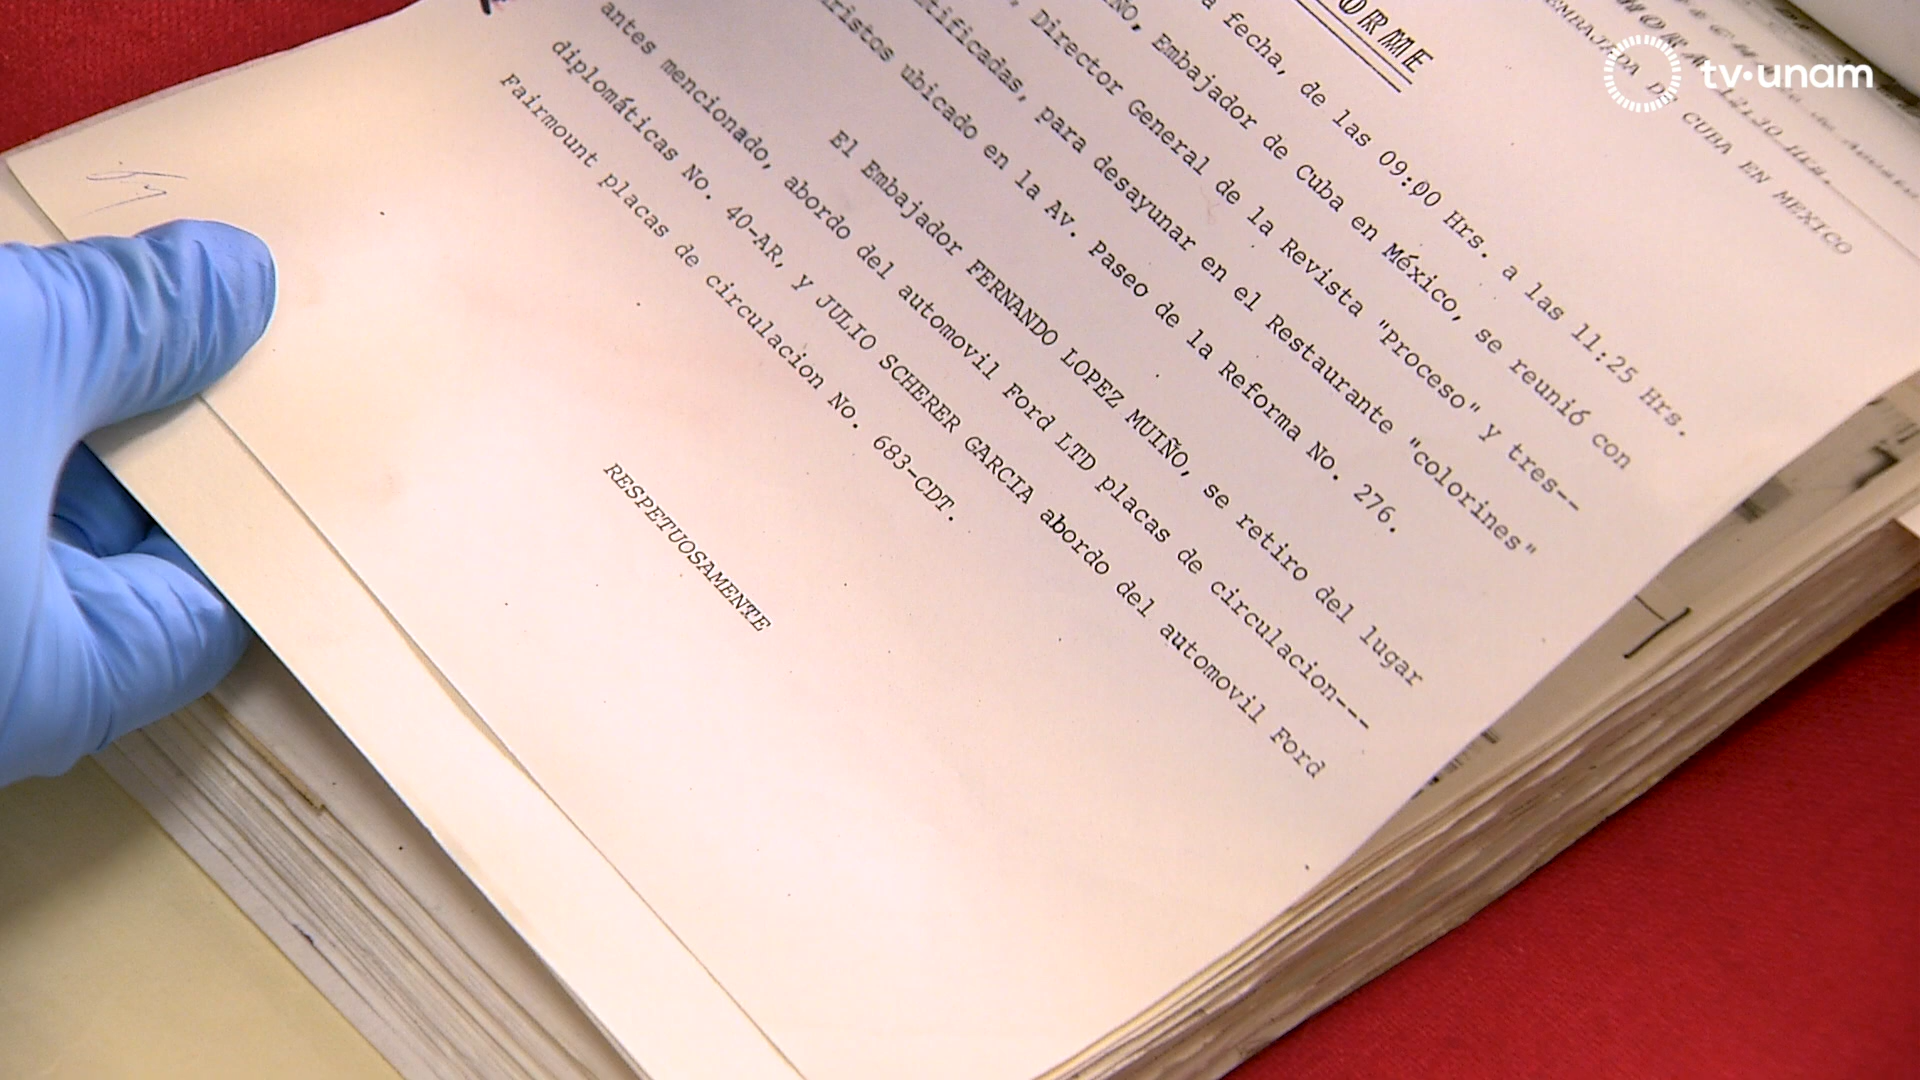 tv·unam
EMBAJADA DE CUBA EN MEXICO
ORME
a fecha, de las 09:00 Hrs. a las 11:25 Hrs.
ÑO, Embajador de Cuba en México, se reunió con
, Director General de la Revista "Proceso" y tres--
tificadas, para desayunar en el Restaurante "colorines"
uristos ubicado en la Av. Paseo de la Reforma No. 276.
El Embajador FERNANDO LOPEZ MUIÑO, se retiro del lugar
antes mencionado, abordo del automovil Ford LTD placas de circulacion---
diplomáticas No. 40-AR, y JULIO SCHERER GARCIA abordo del automovil Ford
Fairmount placas de circulacion No. 683-CDT.
RESPETUOSAMENTE